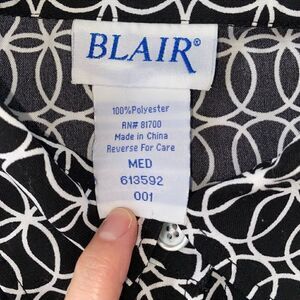 BLAIR®
100%Polyester
RN# 81700
Made in China
Reverse For Care
MED
613592
001